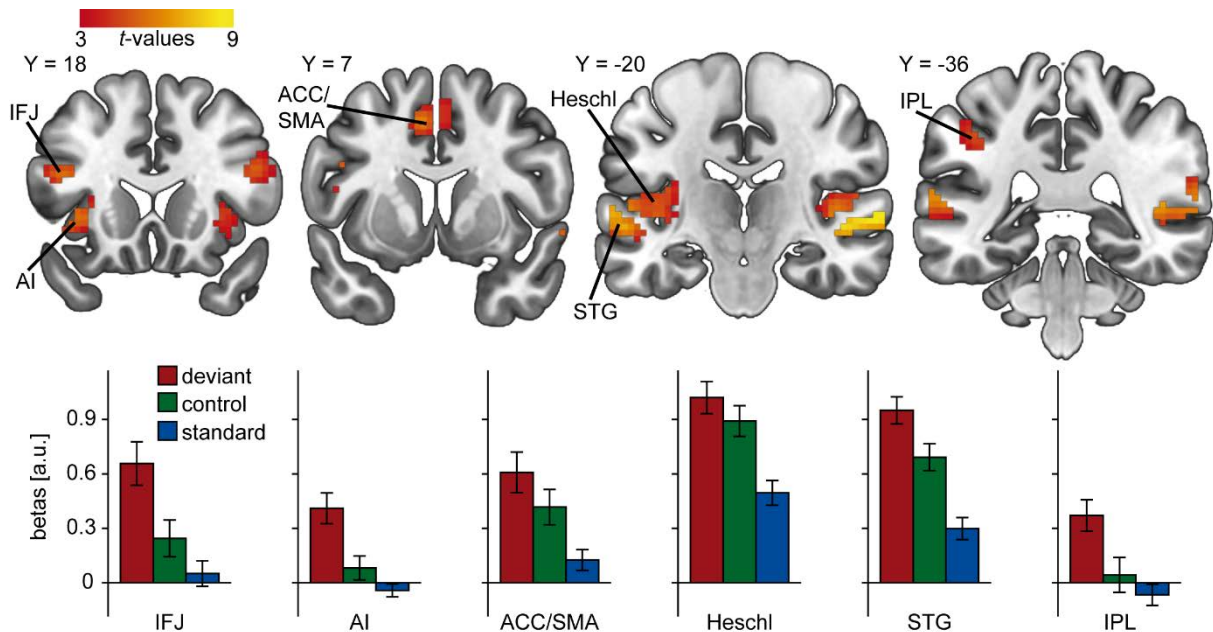 3 t-values 9
Y = 18
Y = 7
Y = -20
Y = -36
IFJ
AI
ACC/
SMA
Heschl
STG
IPL
deviant
control
standard
betas [a.u.]
0.9
0.6
0.3
0
IFJ AI ACC/SMA Heschl STG IPL